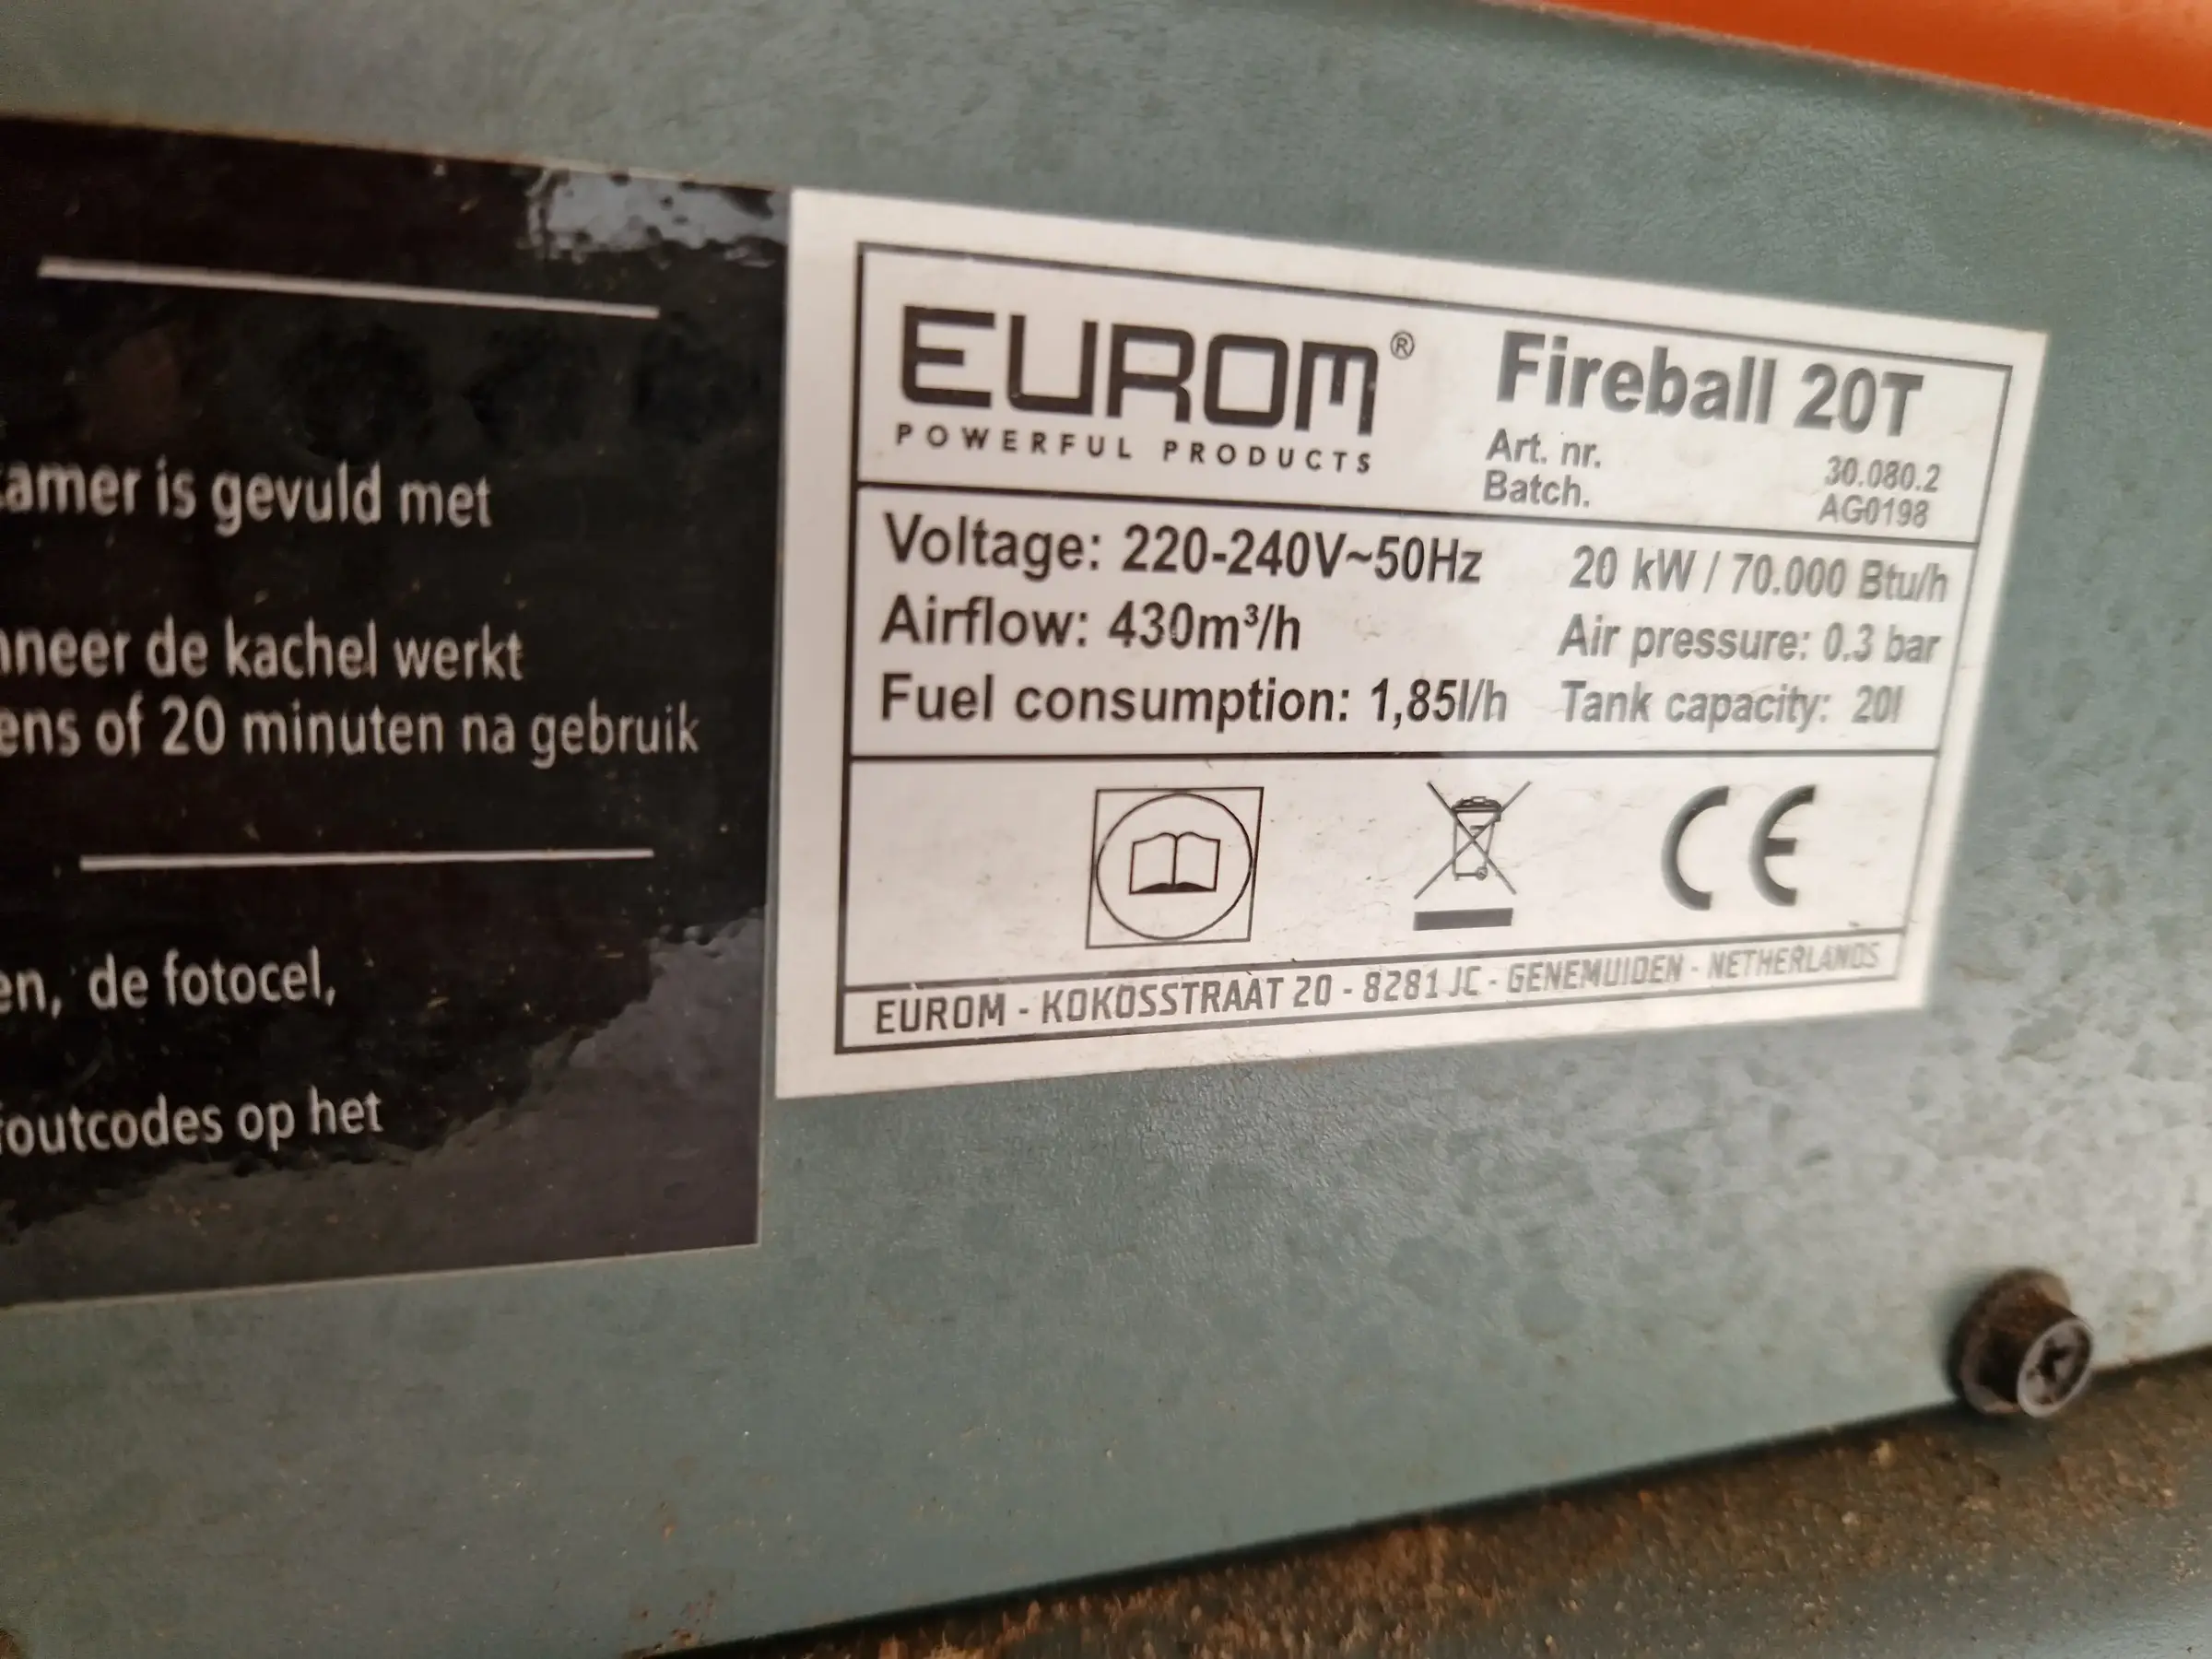 amer is gevuld met
nneer de kachel werkt
ens of 20 minuten na gebruik
en, de fotocel,
foutcodes op het
EUROM®
POWERFUL PRODUCTS
Fireball 20T
Art. nr. 30.080.2
Batch. AG0198
Voltage: 220-240V~50Hz 20 kW / 70.000 Btu/h
Airflow: 430m³/h Air pressure: 0.3 bar
Fuel consumption: 1,85l/h Tank capacity: 20l
CE
EUROM - KOKOSSTRAAT 20 - 8281 JC - GENEMUIDEN - NETHERLANDS